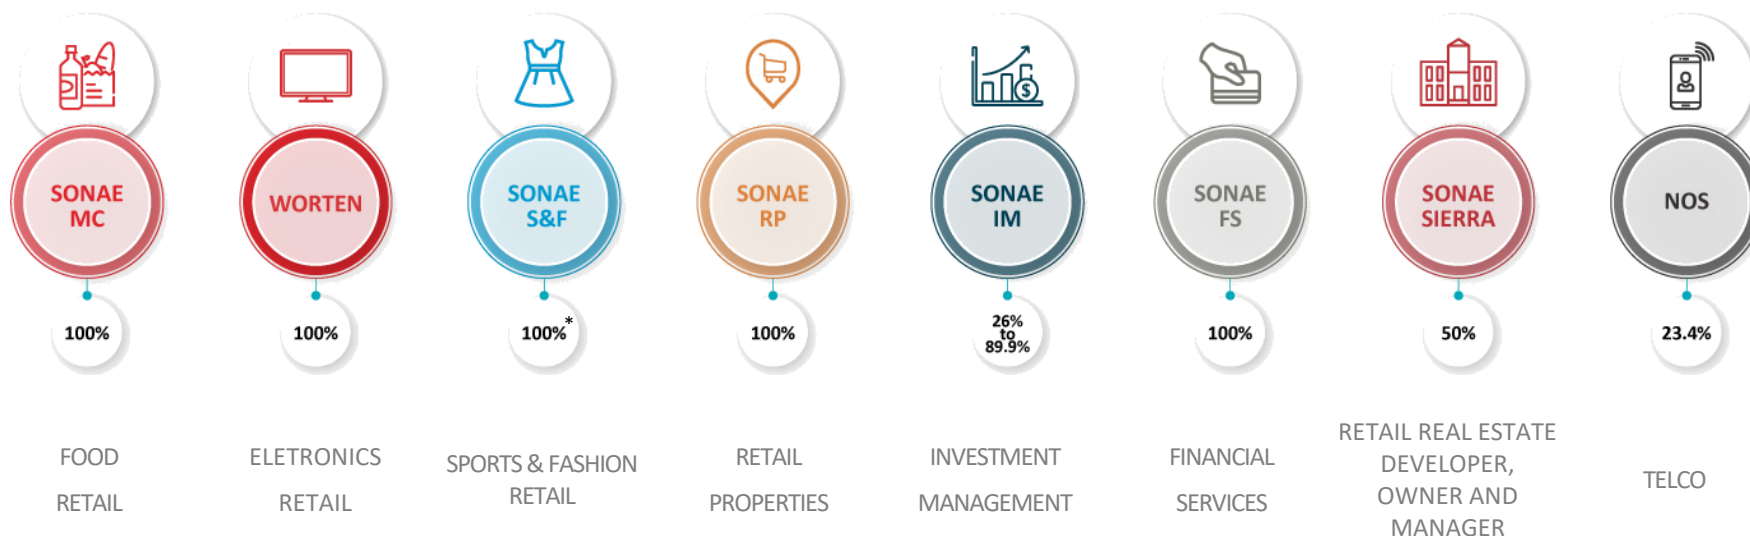 SONAE
MC
WORTEN
SONAE
S&F
SONAE
RP
SONAE
IM
SONAE
FS
SONAE
SIERRA
NOS
100%
100%
100%*
100%
26%
to
89.9%
100%
50%
23.4%
FOOD
RETAIL
ELETRONICS
RETAIL
SPORTS & FASHION
RETAIL
RETAIL
PROPERTIES
INVESTMENT
MANAGEMENT
FINANCIAL
SERVICES
RETAIL REAL ESTATE
DEVELOPER,
OWNER AND
MANAGER
TELCO